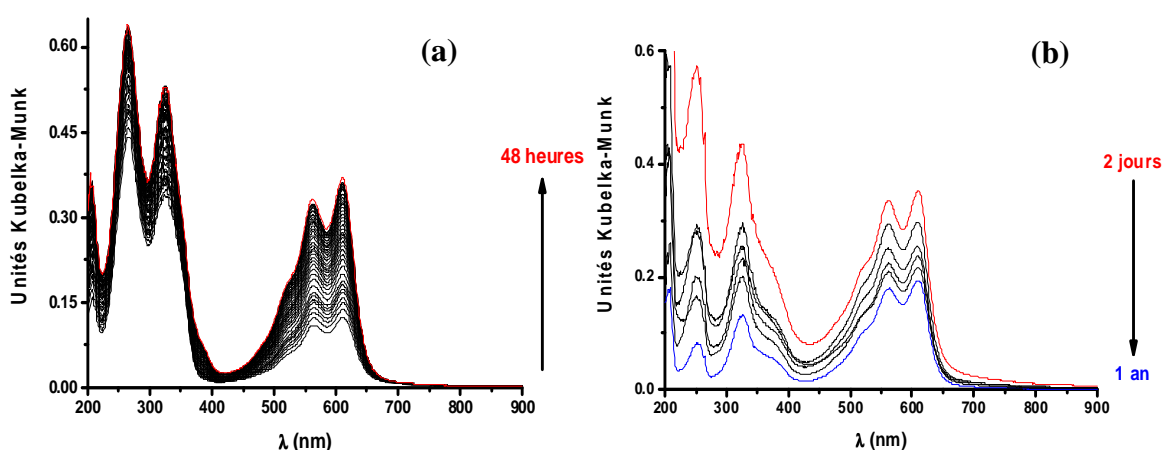 (a)
Unités Kubelka-Munk
0.60
0.45
0.30
0.15
0.00
200 300 400 500 600 700 800 900
λ (nm)
48 heures
(b)
Unités Kubelka-Munk
0.6
0.4
0.2
0.0
200 300 400 500 600 700 800 900
λ (nm)
2 jours
1 an